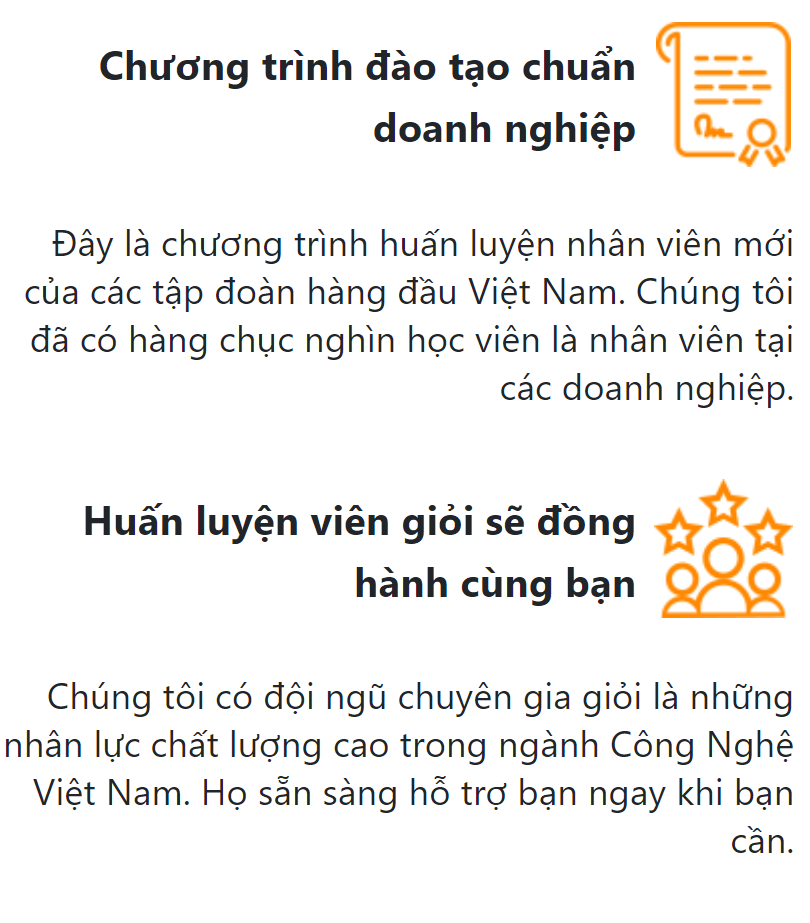 Chương trình đào tạo chuẩn
doanh nghiệp
Đây là chương trình huấn luyện nhân viên mới
của các tập đoàn hàng đầu Việt Nam. Chúng tôi
đã có hàng chục nghìn học viên là nhân viên tại
các doanh nghiệp.
Huấn luyện viên giỏi sẽ đồng
hành cùng bạn
Chúng tôi có đội ngũ chuyên gia giỏi là những
nhân lực chất lượng cao trong ngành Công Nghệ
Việt Nam. Họ sẵn sàng hỗ trợ bạn ngay khi bạn
cần.